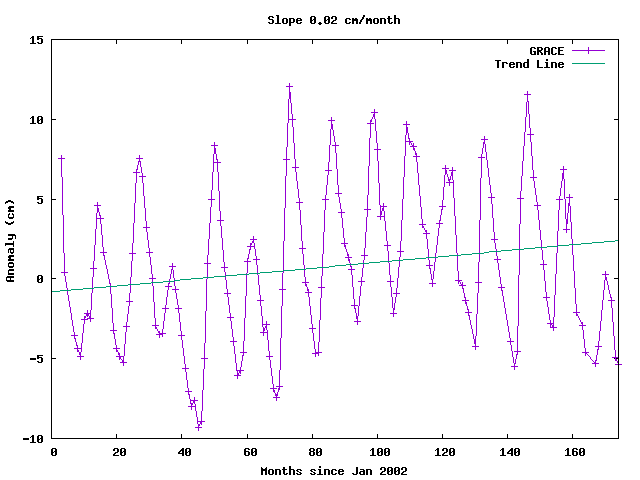 Slope 0.02 cm/month
GRACE
Trend Line
15
10
5
0
-5
-10
Anomaly (cm)
0 20 40 60 80 100 120 140 160
Months since Jan 2002